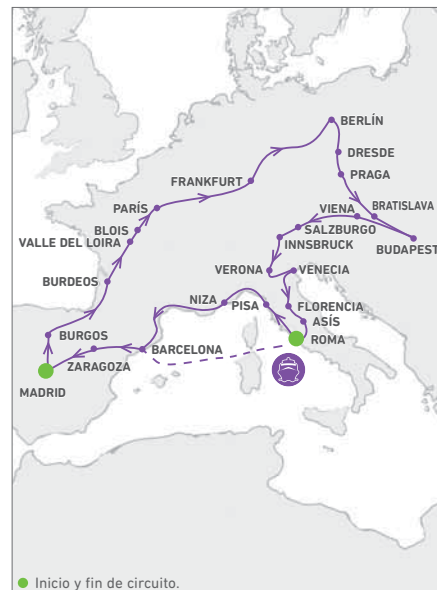 BERLÍN
DRESDE
PRAGA
FRANKFURT
PARÍS
BRATISLAVA
VIENA
BLOIS
SALZBURGO
VALLE DEL LOIRA
INNSBRUCK
BUDAPEST
VERONA
VENECIA
BURDEOS
NIZA
PISA
FLORENCIA
ASÍS
BURGOS
ROMA
BARCELONA
ZARAGOZA
MADRID
Inicio y fin de circuito.